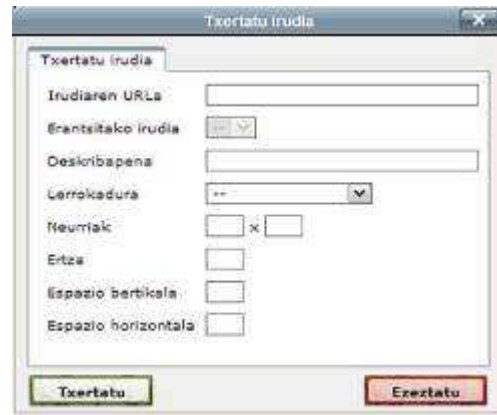 Txertatu irudia
Txertatu irudia
Irudiaren URLa
Erantsitako irudia --
Deskribapena
Lerrokadura --
Neurriak x
Ertza
Espazio bertikala
Espazio horizontala
Txertatu Ezeztatu